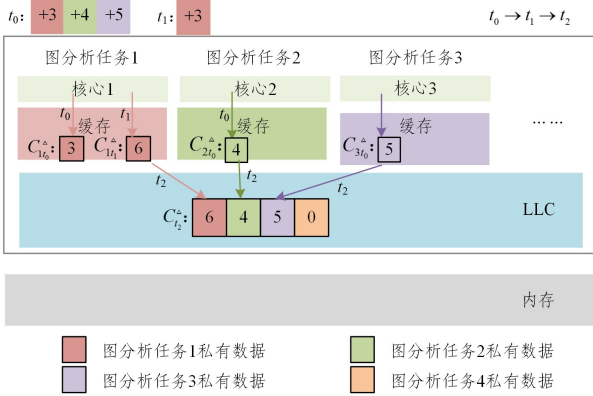 t₀: +3 +4 +5 t₁: +3 t₀ → t₁ → t₂
图分析任务1 图分析任务2 图分析任务3
核心1 核心2 核心3
t₀ t₁ t₀
缓存 缓存 缓存 ……
C△1t₀: 3 C△1t₁: 6 C△2t₀: 4 C△3t₀: 5
t₂ t₂ t₂
C△t₂: 6 4 5 0 LLC
内存
图分析任务1私有数据 图分析任务2私有数据
图分析任务3私有数据 图分析任务4私有数据